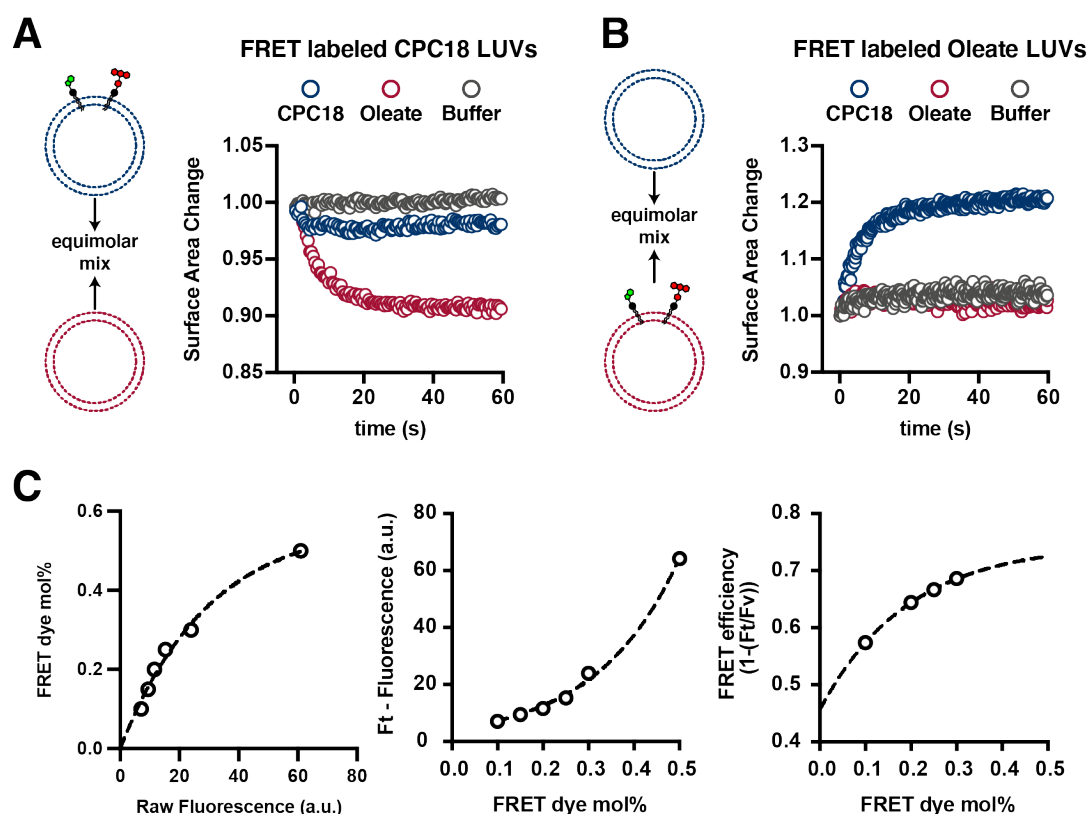 A
FRET labeled CPC18 LUVs
CPC18 Oleate Buffer
equimolar
mix
Surface Area Change
1.05
1.00
0.95
0.90
0.85
0 20 40 60
time (s)
B
FRET labeled Oleate LUVs
CPC18 Oleate Buffer
equimolar
mix
Surface Area Change
1.3
1.2
1.1
1.0
0.9
0 20 40 60
time (s)
C
FRET dye mol%
0.6
0.4
0.2
0.0
0 20 40 60 80
Raw Fluorescence (a.u.)
Ft - Fluorescence (a.u.)
80
60
40
20
0
0.0 0.1 0.2 0.3 0.4 0.5
FRET dye mol%
FRET efficiency
(1-(Ft/Fv))
0.8
0.7
0.6
0.5
0.4
0.0 0.1 0.2 0.3 0.4 0.5
FRET dye mol%